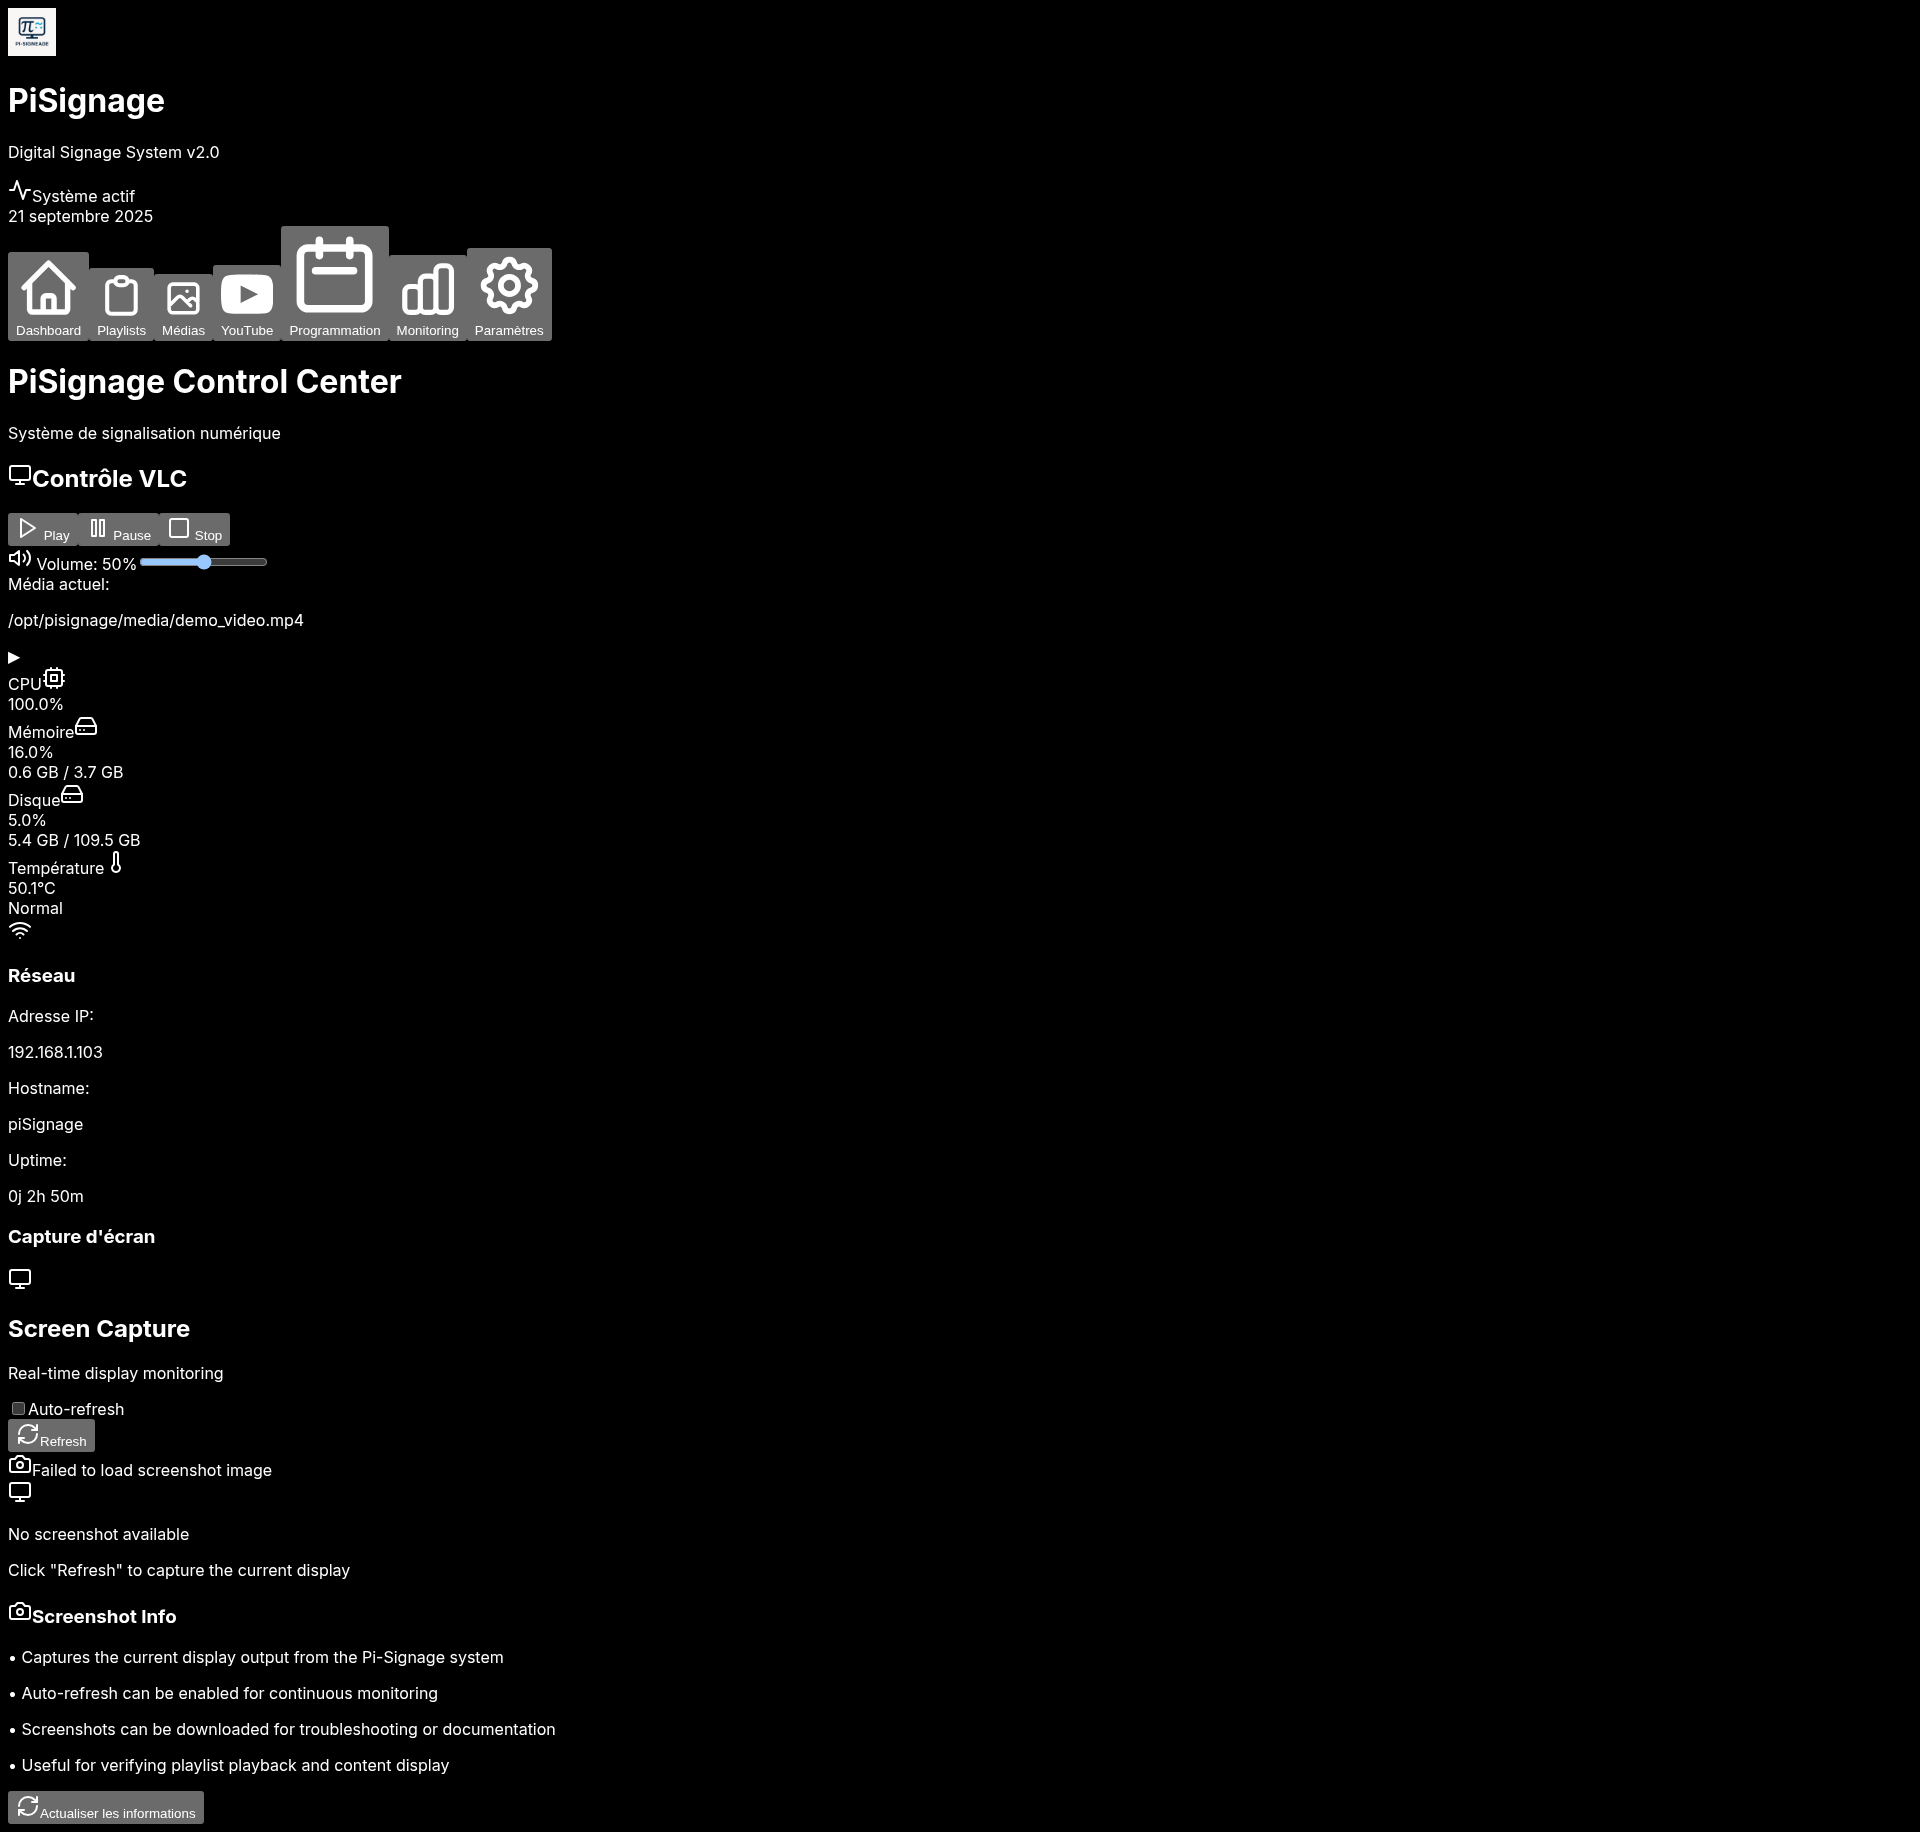 PI-SIGNEADE
PiSignage
Digital Signage System v2.0
Système actif
21 septembre 2025
Dashboard Playlists Médias YouTube Programmation Monitoring Paramètres
PiSignage Control Center
Système de signalisation numérique
Contrôle VLC
Play Pause Stop
Volume: 50%
Média actuel:
/opt/pisignage/media/demo_video.mp4
CPU
100.0%
Mémoire
16.0%
0.6 GB / 3.7 GB
Disque
5.0%
5.4 GB / 109.5 GB
Température
50.1°C
Normal
Réseau
Adresse IP:
192.168.1.103
Hostname:
piSignage
Uptime:
0j 2h 50m
Capture d'écran
Screen Capture
Real-time display monitoring
Auto-refresh
Refresh
Failed to load screenshot image
No screenshot available
Click "Refresh" to capture the current display
Screenshot Info
• Captures the current display output from the Pi-Signage system
• Auto-refresh can be enabled for continuous monitoring
• Screenshots can be downloaded for troubleshooting or documentation
• Useful for verifying playlist playback and content display
Actualiser les informations